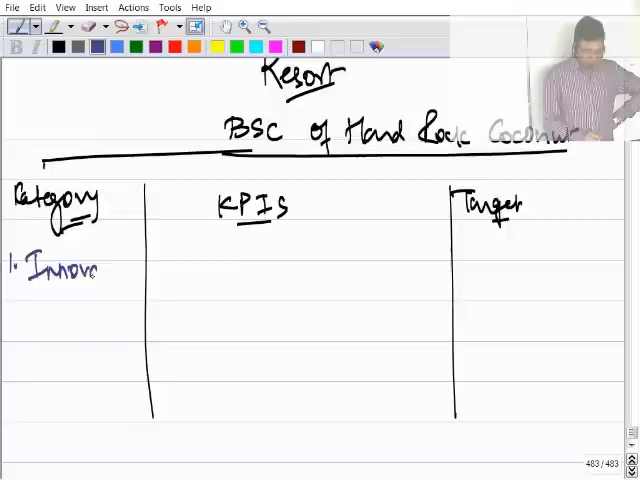 File Edit View Insert Actions Tools Help
Resort
BSC of Hard Rock Coconut
Category KPIs Target
1. Innova
483 / 483